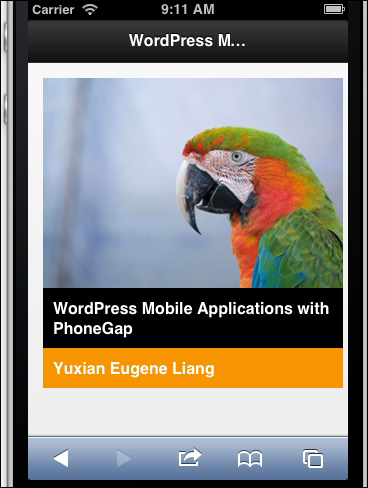 Carrier 9:11 AM
WordPress M...
WordPress Mobile Applications with
PhoneGap
Yuxian Eugene Liang